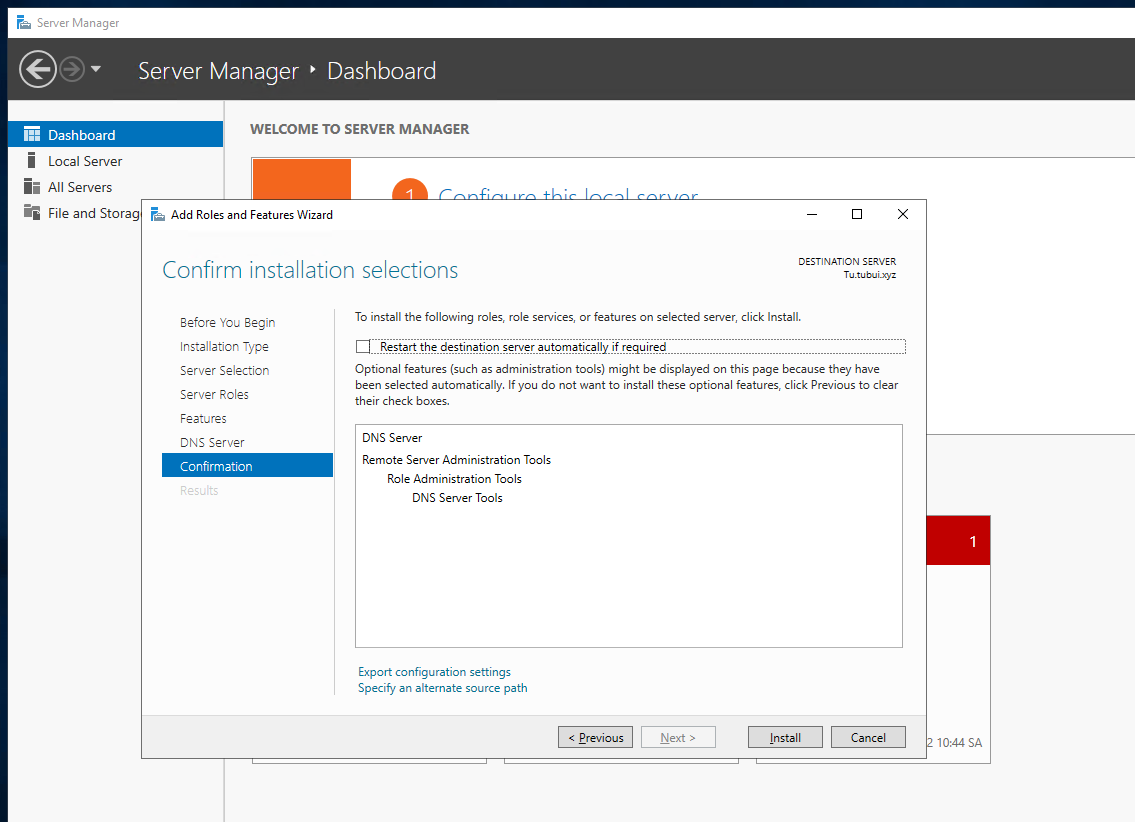 Server Manager
Server Manager ‣ Dashboard
Dashboard
Local Server
All Servers
File and Storag
WELCOME TO SERVER MANAGER
1 Configure this local server
Add Roles and Features Wizard
Confirm installation selections
DESTINATION SERVER
Tu.tubui.xyz
Before You Begin
Installation Type
Server Selection
Server Roles
Features
DNS Server
Confirmation
Results
To install the following roles, role services, or features on selected server, click Install.
Restart the destination server automatically if required
Optional features (such as administration tools) might be displayed on this page because they have
been selected automatically. If you do not want to install these optional features, click Previous to clear
their check boxes.
DNS Server
Remote Server Administration Tools
Role Administration Tools
DNS Server Tools
Export configuration settings
Specify an alternate source path
< Previous
Next >
Install
Cancel
1
2 10:44 SA